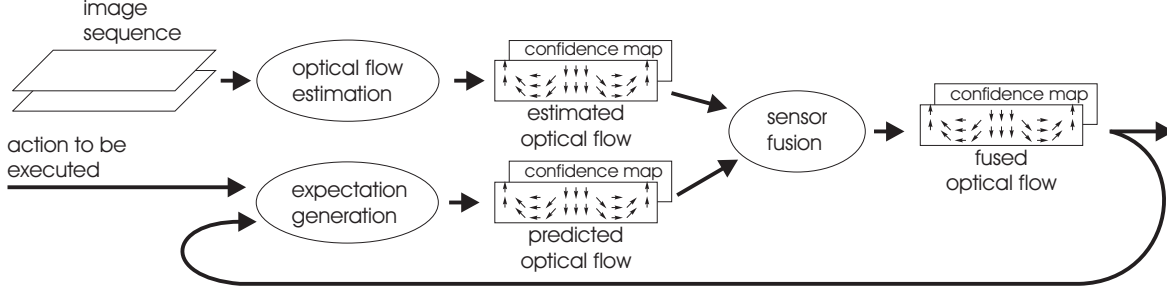 image
sequence
optical flow
estimation
confidence map
estimated
optical flow
action to be
executed
expectation
generation
confidence map
predicted
optical flow
sensor
fusion
confidence map
fused
optical flow